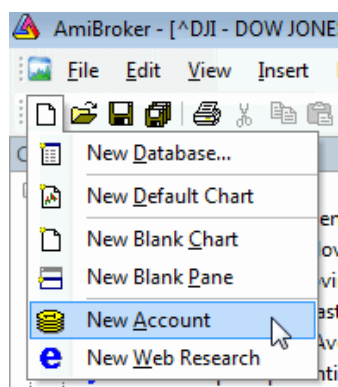 AmiBroker - [^DJI - DOW JONE
File Edit View Insert
New Database...
New Default Chart
New Blank Chart
New Blank Pane
New Account
New Web Research